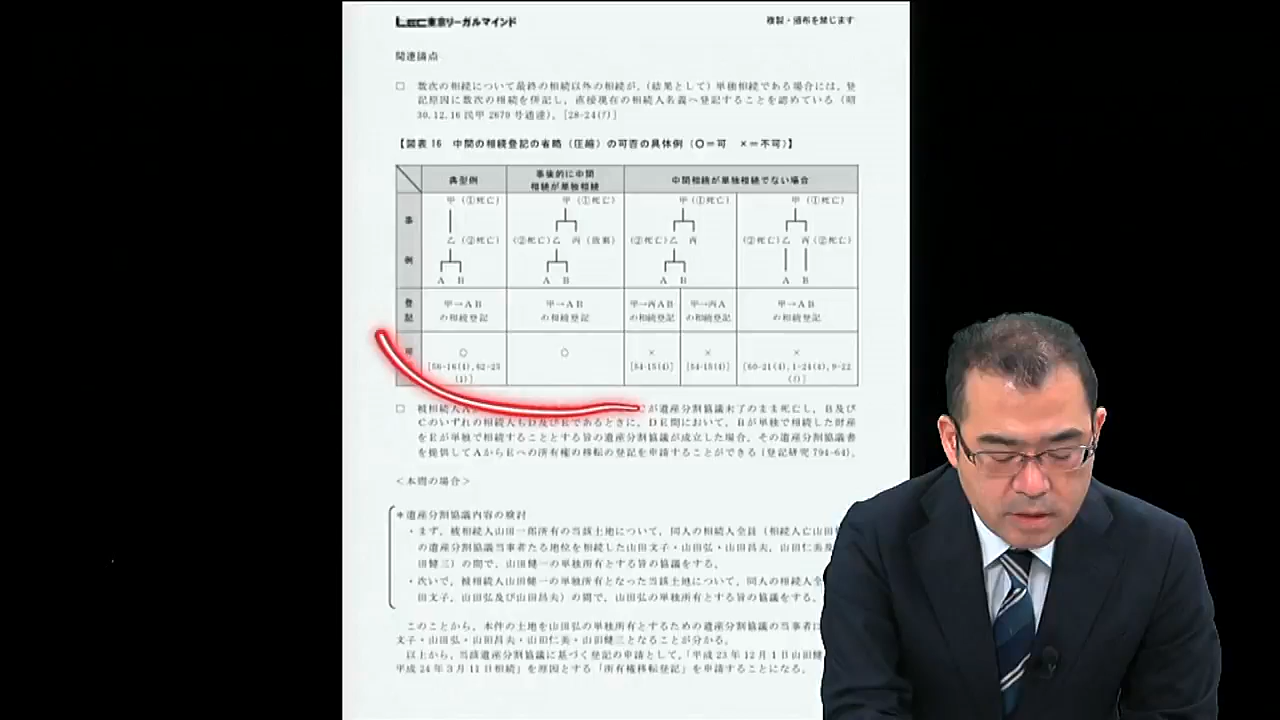 LEC東京リーガルマインド
複製・頒布を禁じます
関連論点
□ 数次の相続について最終の相続以外の相続が、(結果として)単独相続である場合には、登
記原因に数次の相続を併記し、直接現在の相続人名義へ登記することを認めている(昭
30.12.16民甲2670号通達)。[28-24(ｱ)]
【図表16 中間の相続登記の省略(圧縮)の可否の具体例(○=可 ×=不可)】
典型例
事後的に中間
相続が単独相続
中間相続が単独相続でない場合
事
例
甲(①死亡)
乙(②死亡)
A B
甲(①死亡)
(②死亡)乙 丙(放棄)
A B
甲(①死亡)
(②死亡)乙 丙
A B
甲(①死亡)
(②死亡)乙 丙(②死亡)
A B
登
記
甲→AB
の相続登記
甲→AB
の相続登記
甲→丙AB
の相続登記
甲→丙A
の相続登記
甲→AB
の相続登記
○
[56-16(4),62-25
(1)]
○
×
[54-15(4)]
×
[54-15(4)]
×
[60-21(4),1-24(4),9-22
□ 被相続人 が遺産分割協議未了のまま死亡し、B及び
Cのいずれの相続人もD及びEであるときに、DE間において、Bが単独で相続した財産
をEが単独で相続することとする旨の遺産分割協議が成立した場合、その遺産分割協議書
を提供してAからEへの所有権の移転の登記を申請することができる(登記研究794-64)。
<本問の場合>
*遺産分割協議内容の検討
・まず、被相続人山田一郎所有の当該土地について、同人の相続人全員(相続人亡山田
の遺産分割協議当事者たる地位を相続した山田文子・山田弘・山田昌夫、山田仁美
田健三)の間で、山田健一の単独所有とする旨の協議をする。
・次いで、被相続人山田健一の単独所有となった当該土地について、同人の相続人
田文子、山田弘及び山田昌夫)の間で、山田弘の単独所有とする旨の協議をする。
このことから、本件の土地を山田弘の単独所有とするための遺産分割協議の当事者は
文子・山田弘・山田昌夫・山田仁美・山田健三となることが分かる。
以上から、当該遺産分割協議に基づく登記の申請として、「平成23年12月1日山田健
平成24年3月11日相続」を原因とする「所有権移転登記」を申請することになる。